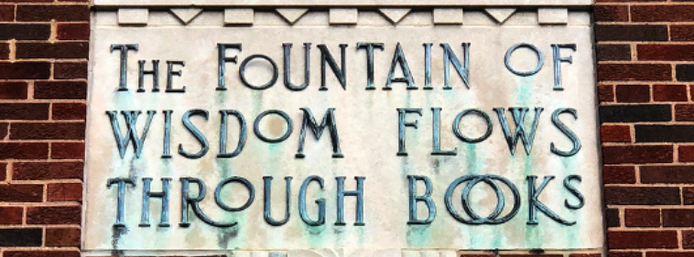 THE FOUNTAIN OF
WISDOM FLOWS
THROUGH BOOKS